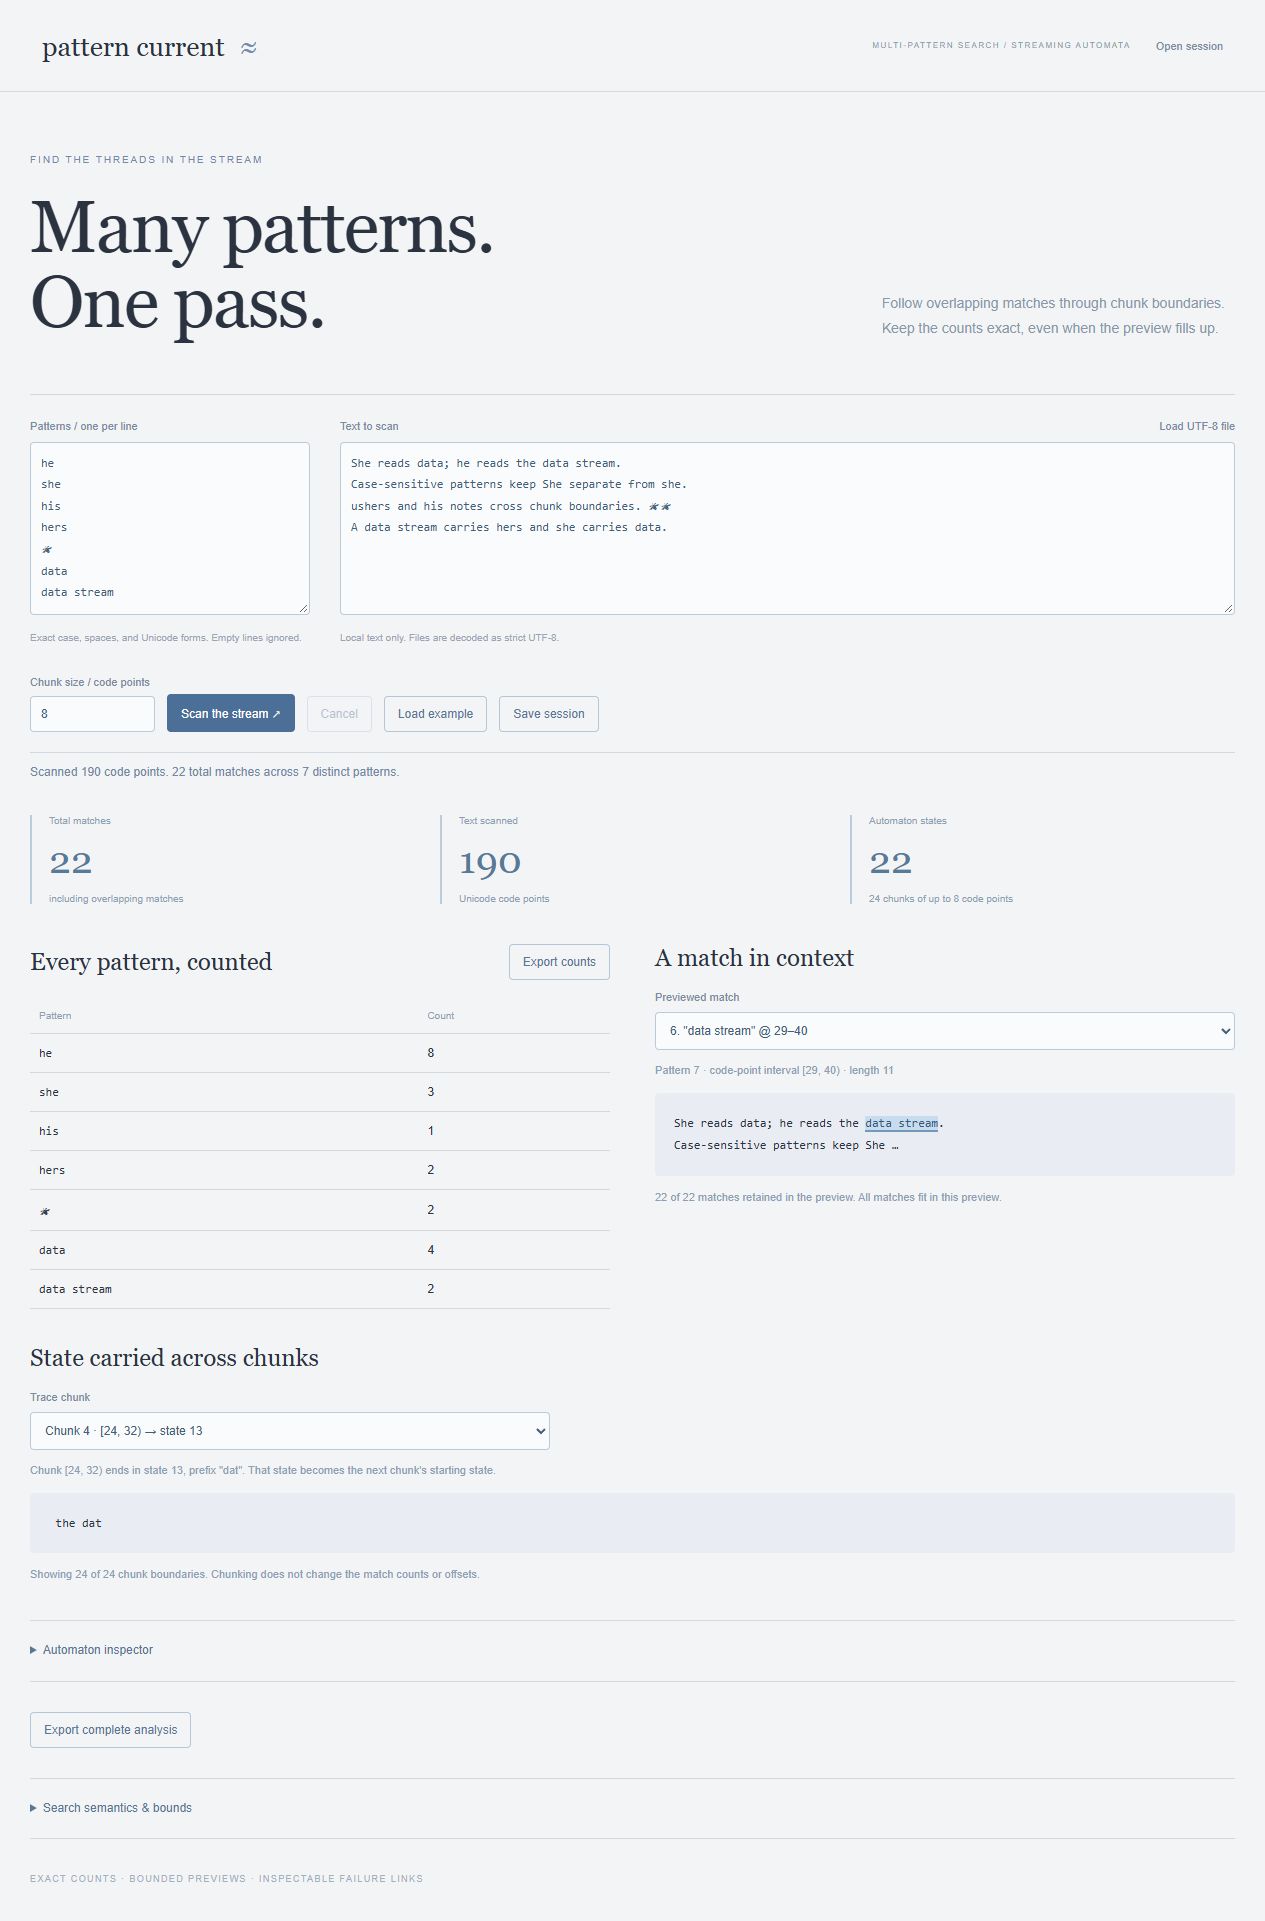 pattern current ≈
MULTI-PATTERN SEARCH / STREAMING AUTOMATA
Open session
FIND THE THREADS IN THE STREAM
Many patterns.
One pass.
Follow overlapping matches through chunk boundaries.
Keep the counts exact, even when the preview fills up.
Patterns / one per line
he
she
his
hers
data
data stream
Exact case, spaces, and Unicode forms. Empty lines ignored.
Text to scan
Load UTF-8 file
She reads data; he reads the data stream.
Case-sensitive patterns keep She separate from she.
ushers and his notes cross chunk boundaries.
A data stream carries hers and she carries data.
Local text only. Files are decoded as strict UTF-8.
Chunk size / code points
8
Scan the stream ↗
Cancel
Load example
Save session
Scanned 190 code points. 22 total matches across 7 distinct patterns.
Total matches
22
including overlapping matches
Text scanned
190
Unicode code points
Automaton states
22
24 chunks of up to 8 code points
Every pattern, counted
Export counts
Pattern Count
he 8
she 3
his 1
hers 2
2
data 4
data stream 2
A match in context
Previewed match
6. "data stream" @ 29–40
Pattern 7 · code-point interval [29, 40) · length 11
She reads data; he reads the data stream.
Case-sensitive patterns keep She …
22 of 22 matches retained in the preview. All matches fit in this preview.
State carried across chunks
Trace chunk
Chunk 4 · [24, 32) → state 13
Chunk [24, 32) ends in state 13, prefix "dat". That state becomes the next chunk's starting state.
the dat
Showing 24 of 24 chunk boundaries. Chunking does not change the match counts or offsets.
Automaton inspector
Export complete analysis
Search semantics & bounds
EXACT COUNTS · BOUNDED PREVIEWS · INSPECTABLE FAILURE LINKS